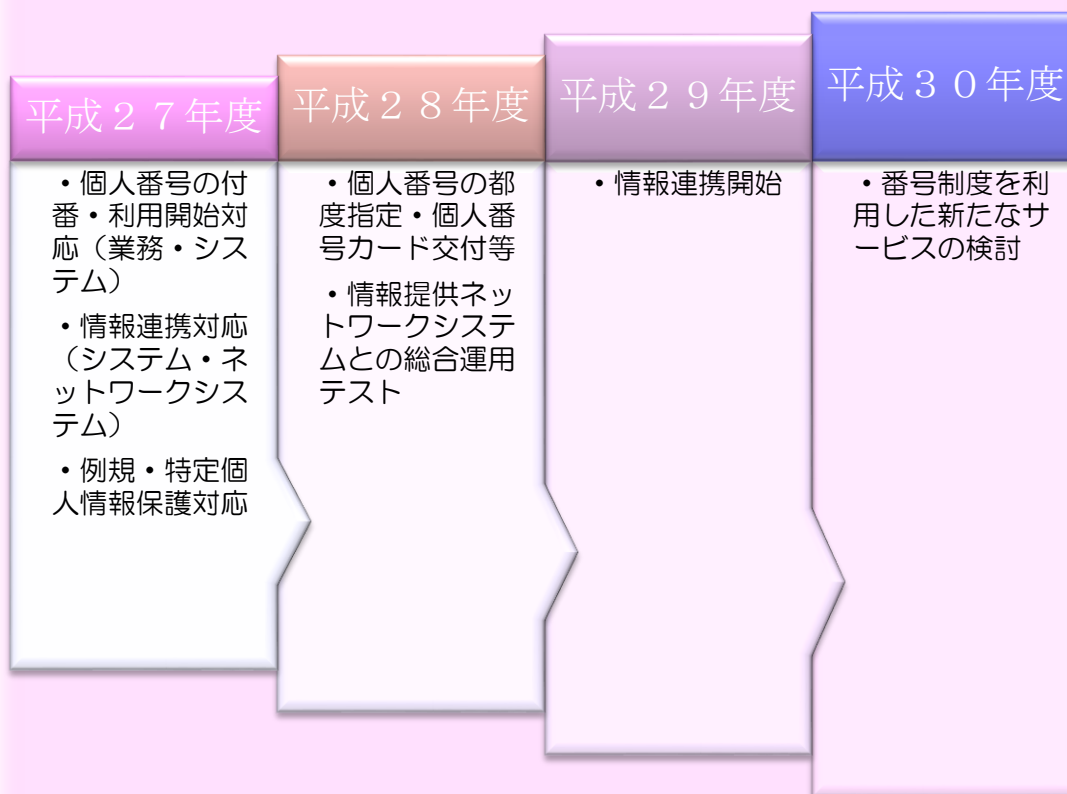 平成２７年度
・個人番号の付
番・利用開始対
応（業務・シス
テム）
・情報連携対応
（システム・ネ
ットワークシス
テム）
・例規・特定個
人情報保護対応
平成２８年度
・個人番号の都
度指定・個人番
号カード交付等
・情報提供ネッ
トワークシステ
ムとの総合運用
テスト
平成２９年度
・情報連携開始
平成３０年度
・番号制度を利
用した新たなサ
ービスの検討